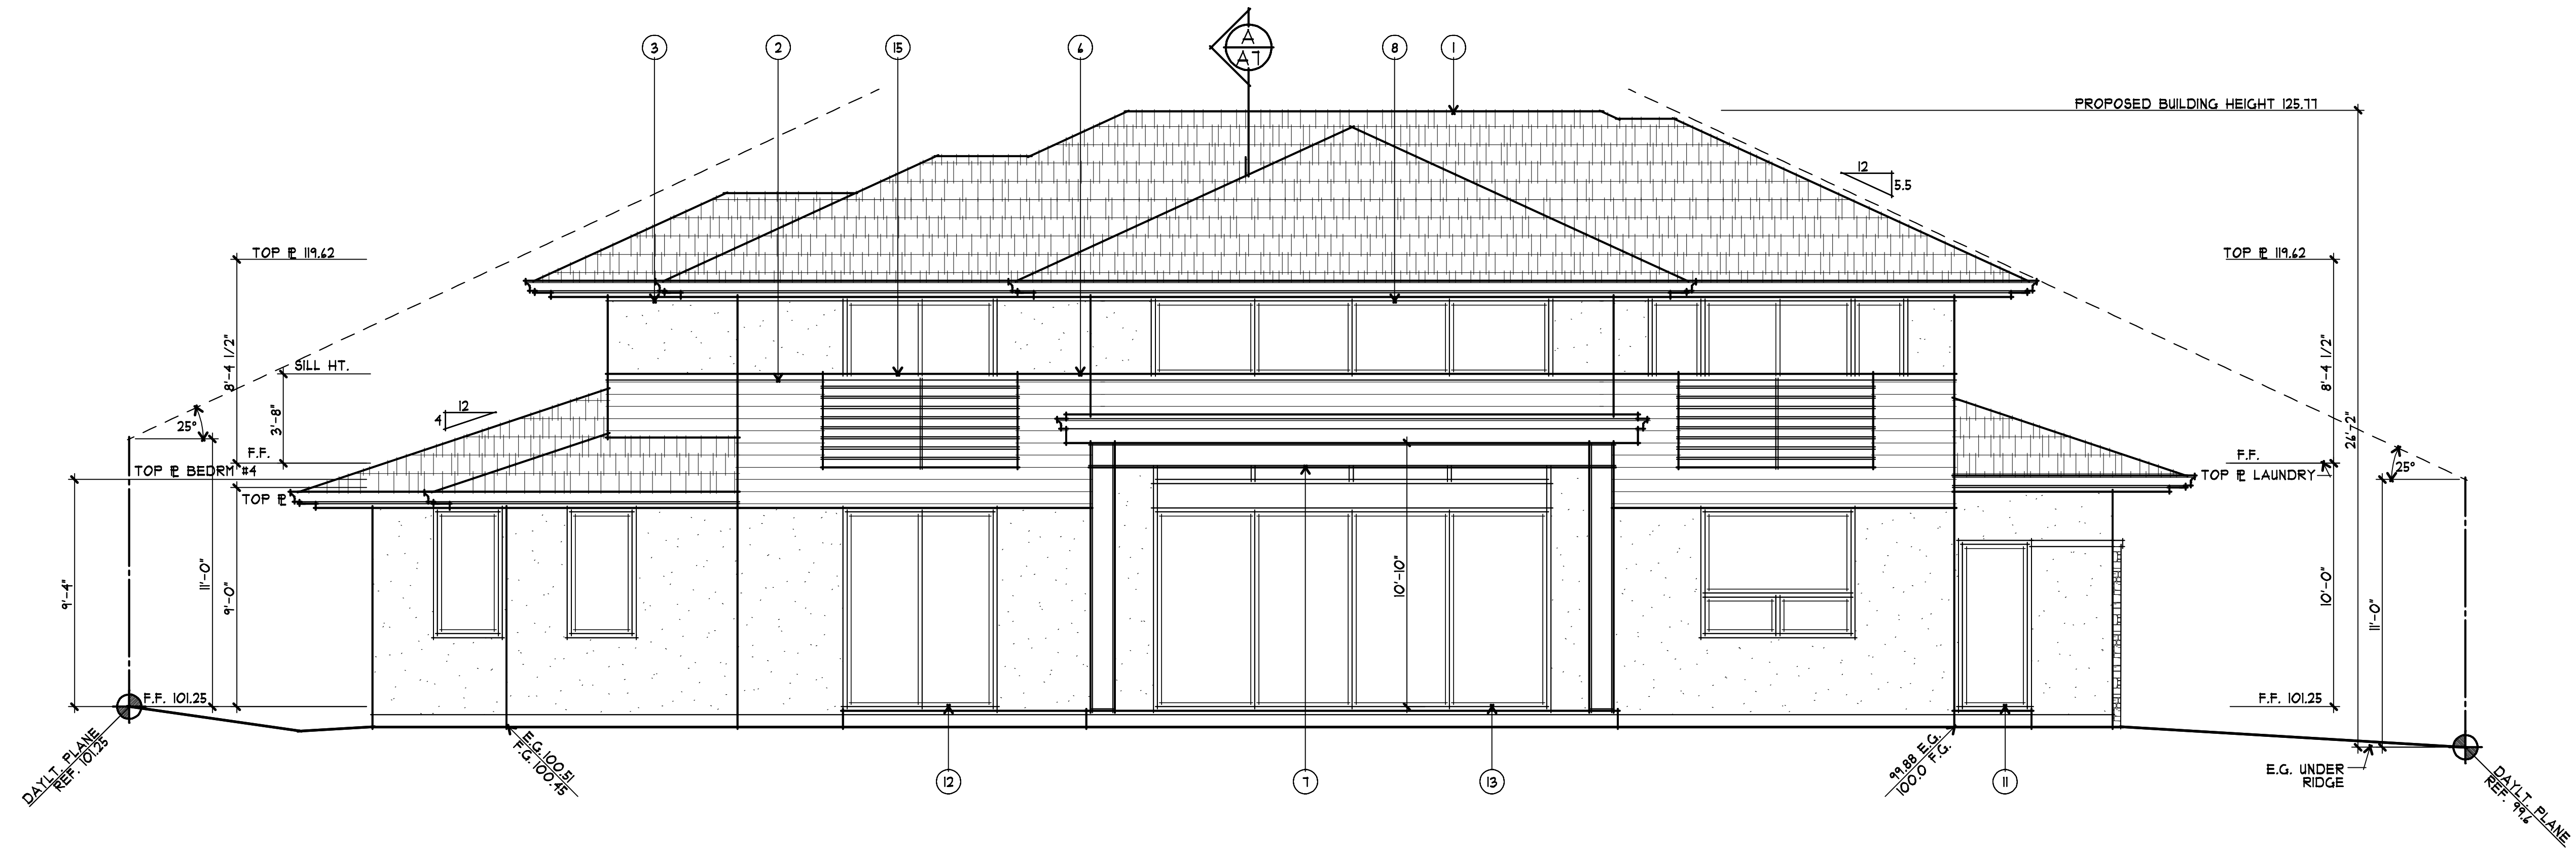 3
2
15
6
A
A7
8
1
PROPOSED BUILDING HEIGHT 125.77
12
5.5
TOP PL 119.62
TOP PL 119.62
8'-4 1/2"
SILL HT.
3'-8"
12
4
25°
F.F.
TOP PL BEDRM #4
TOP PL
9'-4"
11'-0"
9'-0"
F.F. 101.25
DAYLT. PLANE
REF. 101.25
E.G. 100.51
F.G. 100.45
10'-10"
12
7
13
11
99.88 E.G.
100.0 F.G.
8'-4 1/2"
26'-2"
F.F.
25°
TOP PL LAUNDRY
10'-0"
11'-0"
F.F. 101.25
E.G. UNDER
RIDGE
DAYLT. PLANE
REF. 99.6